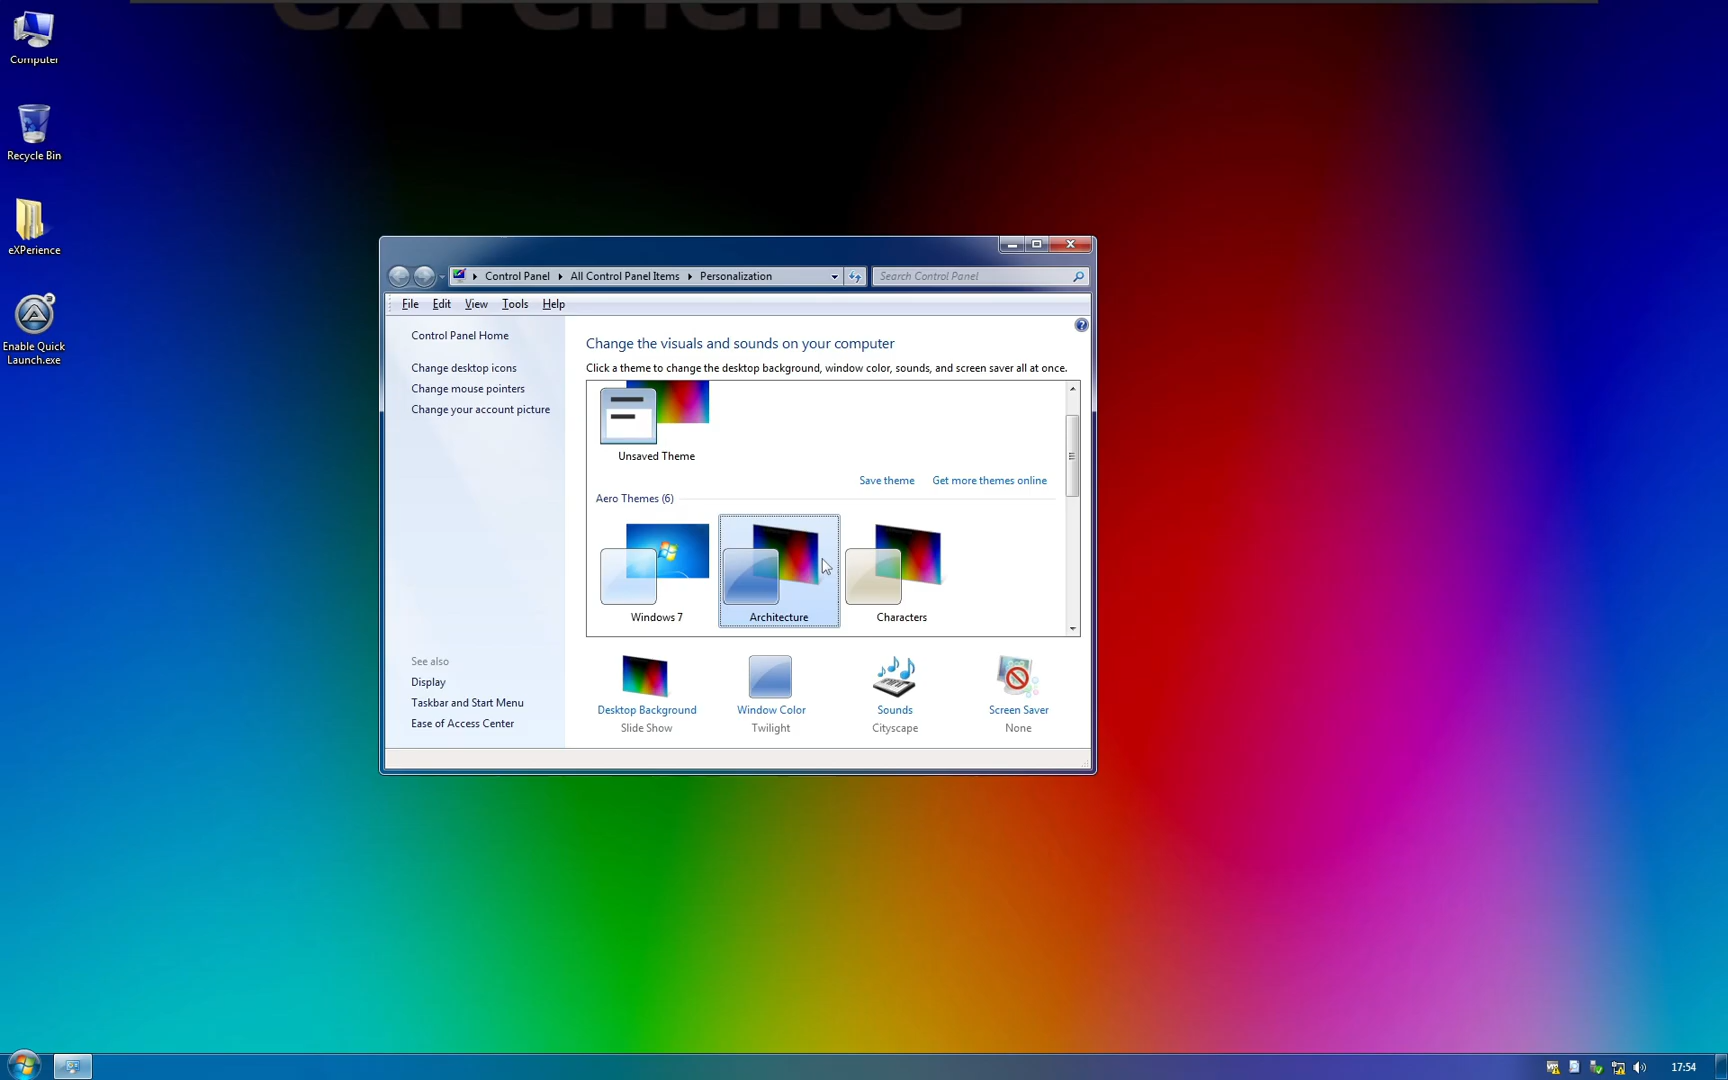 eXPerience
Computer
Recycle Bin
eXPerience
Enable Quick
Launch.exe
Control Panel
All Control Panel Items
Personalization
Search Control Panel
File Edit View Tools Help
Control Panel Home
Change desktop icons
Change mouse pointers
Change your account picture
See also
Display
Taskbar and Start Menu
Ease of Access Center
Change the visuals and sounds on your computer
Click a theme to change the desktop background, window color, sounds, and screen saver all at once.
Unsaved Theme
Save theme Get more themes online
Aero Themes (6)
Windows 7 Architecture Characters
Desktop Background Window Color Sounds Screen Saver
Slide Show Twilight Cityscape None
17:54